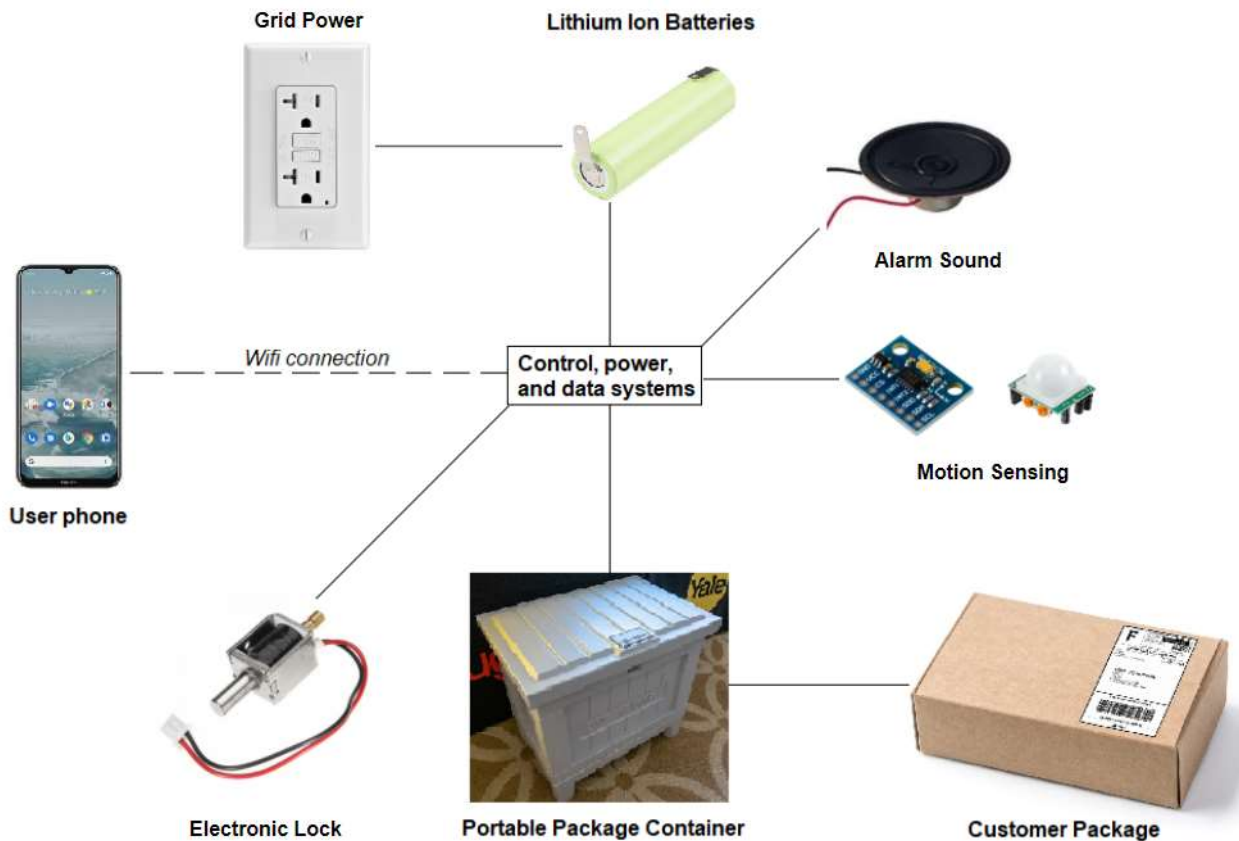 Grid Power
Lithium Ion Batteries
Alarm Sound
Wifi connection
Control, power,
and data systems
Motion Sensing
User phone
Yale
F
Electronic Lock
Portable Package Container
Customer Package